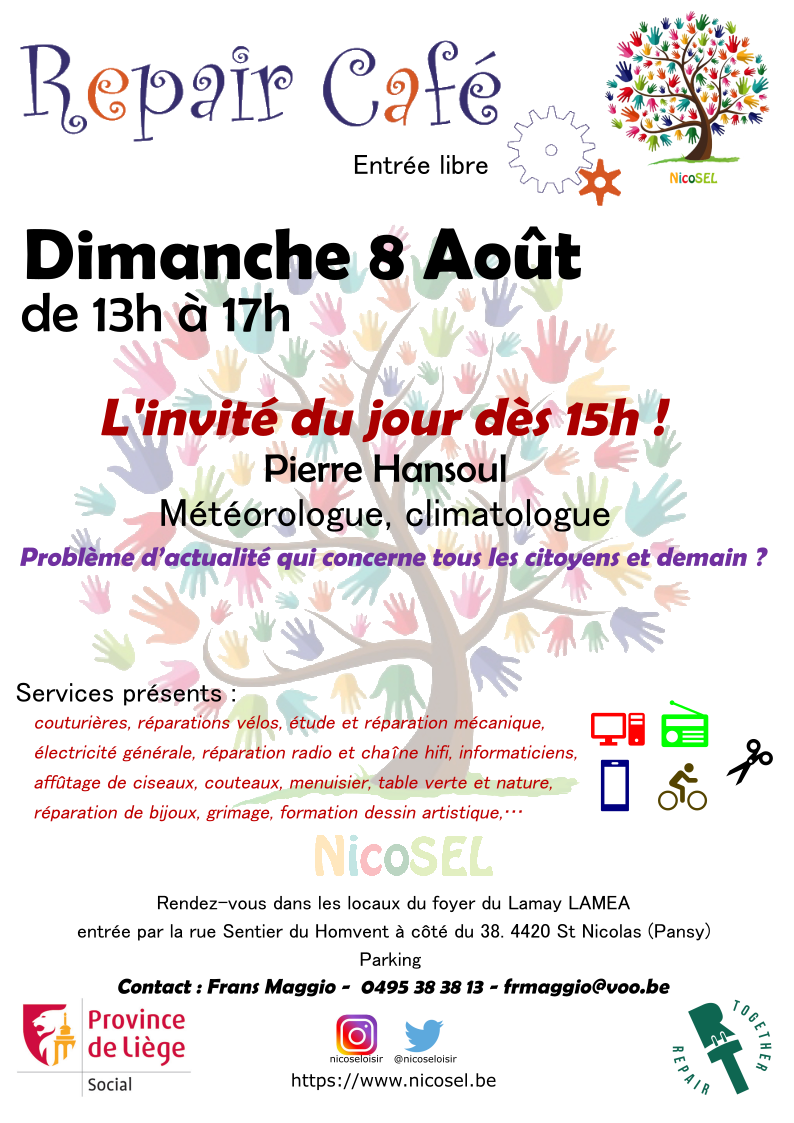 Repair Café
Entrée libre
NicoSEL
Dimanche 8 Août
de 13h à 17h
L'invité du jour dès 15h !
Pierre Hansoul
Météorologue, climatologue
Problème d'actualité qui concerne tous les citoyens et demain ?
Services présents :
couturières, réparations vélos, étude et réparation mécanique,
électricité générale, réparation radio et chaîne hifi, informaticiens,
affûtage de ciseaux, couteaux, menuisier, table verte et nature,
réparation de bijoux, grimage, formation dessin artistique,…
NicoSEL
Rendez-vous dans les locaux du foyer du Lamay LAMEA
entrée par la rue Sentier du Homvent à côté du 38. 4420 St Nicolas (Pansy)
Parking
Contact : Frans Maggio - 0495 38 38 13 - frmaggio@voo.be
Province
de Liège
Social
nicoseloisir @nicoseloisir
https://www.nicosel.be
RT
REPAIR
TOGETHER